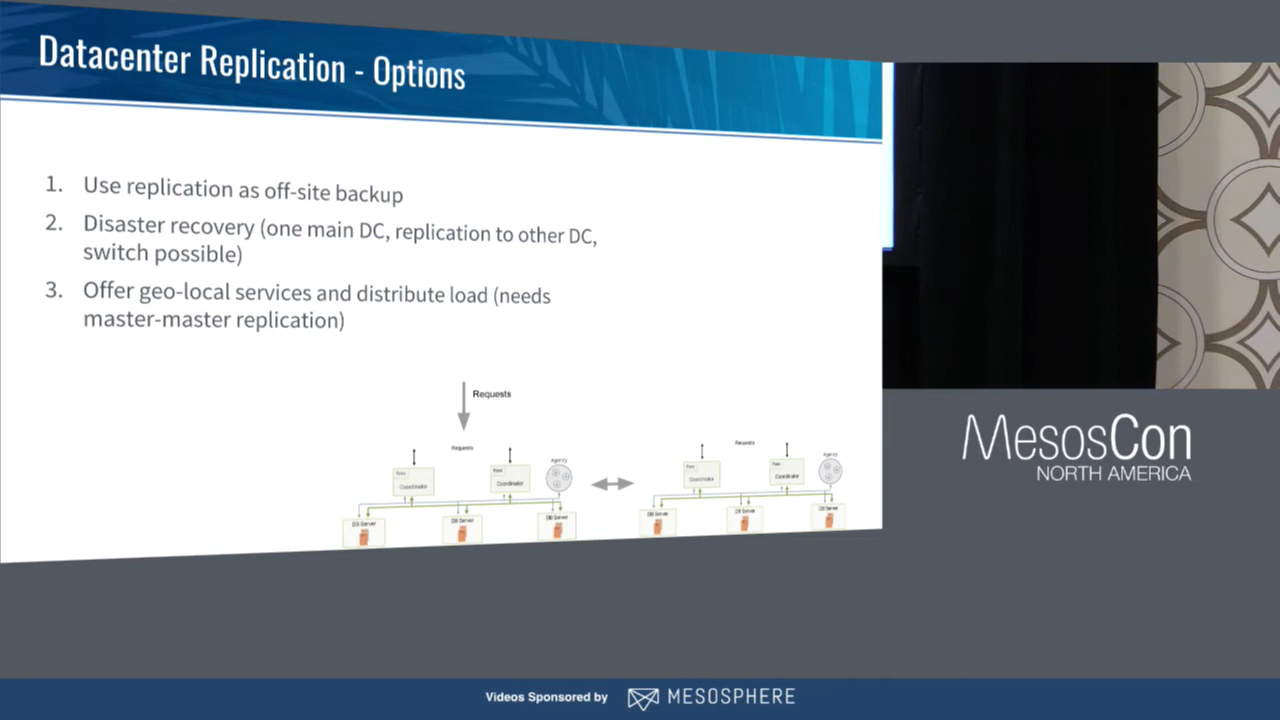 Datacenter Replication - Options
1. Use replication as off-site backup
2. Disaster recovery (one main DC, replication to other DC,
switch possible)
3. Offer geo-local services and distribute load (needs
master-master replication)
Requests
Requests
Agency
Coordinator
Coordinator
DB Server
DB Server
DB Server
Requests
Agency
Coordinator
Coordinator
DB Server
DB Server
DB Server
MesosCon
NORTH AMERICA
Videos Sponsored by
MESOSPHERE